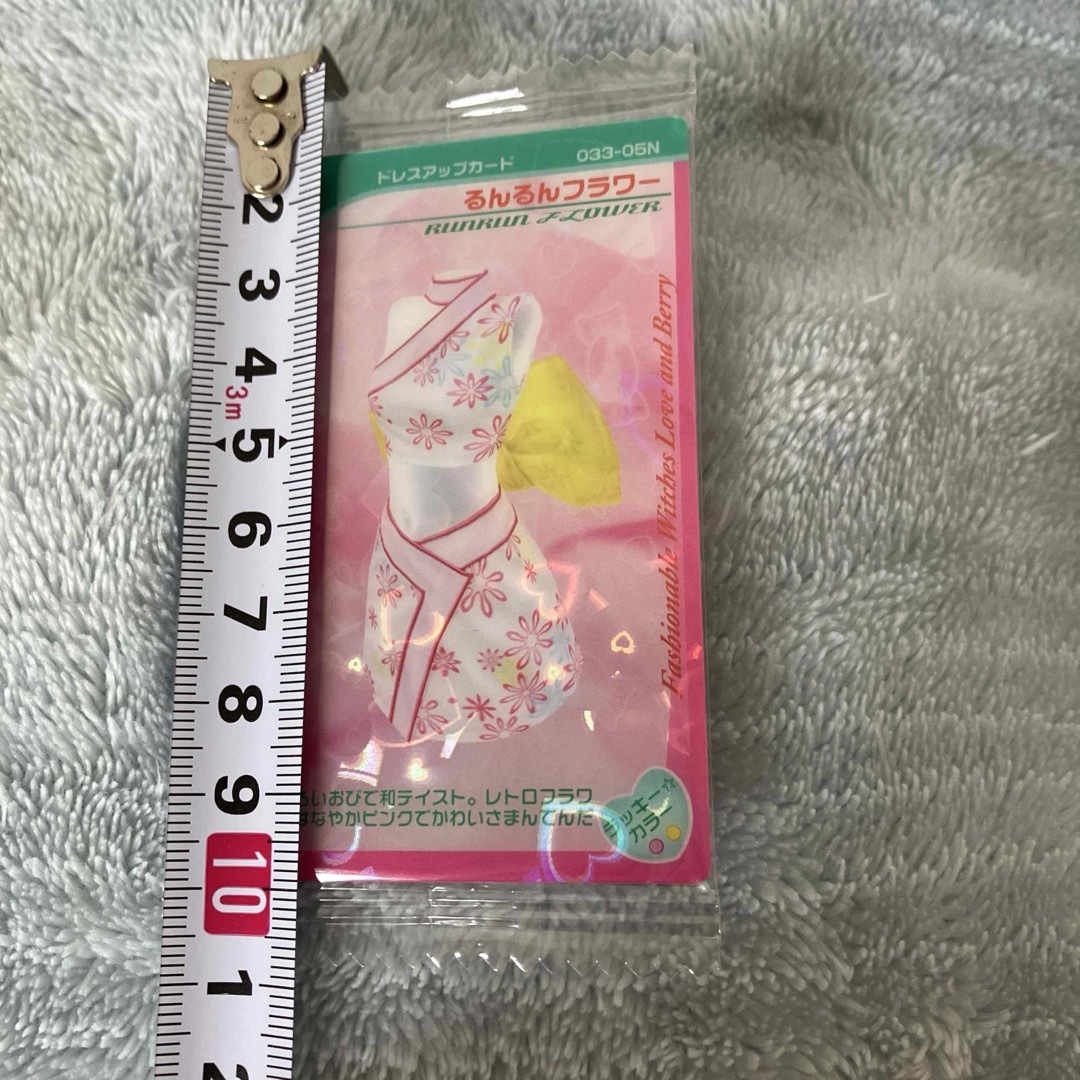 ドレスアップカード 033-05N
るんるんフラワー
RUNRUN FLOWER
Fashionable Witches Love and Berry
いおびで和テイスト。レトロフラワ
なやかピンクでかわいさまんてんだ
ラッキー☆
カラー
2
3
4
3m
5
6
7
8
9
10
1
2